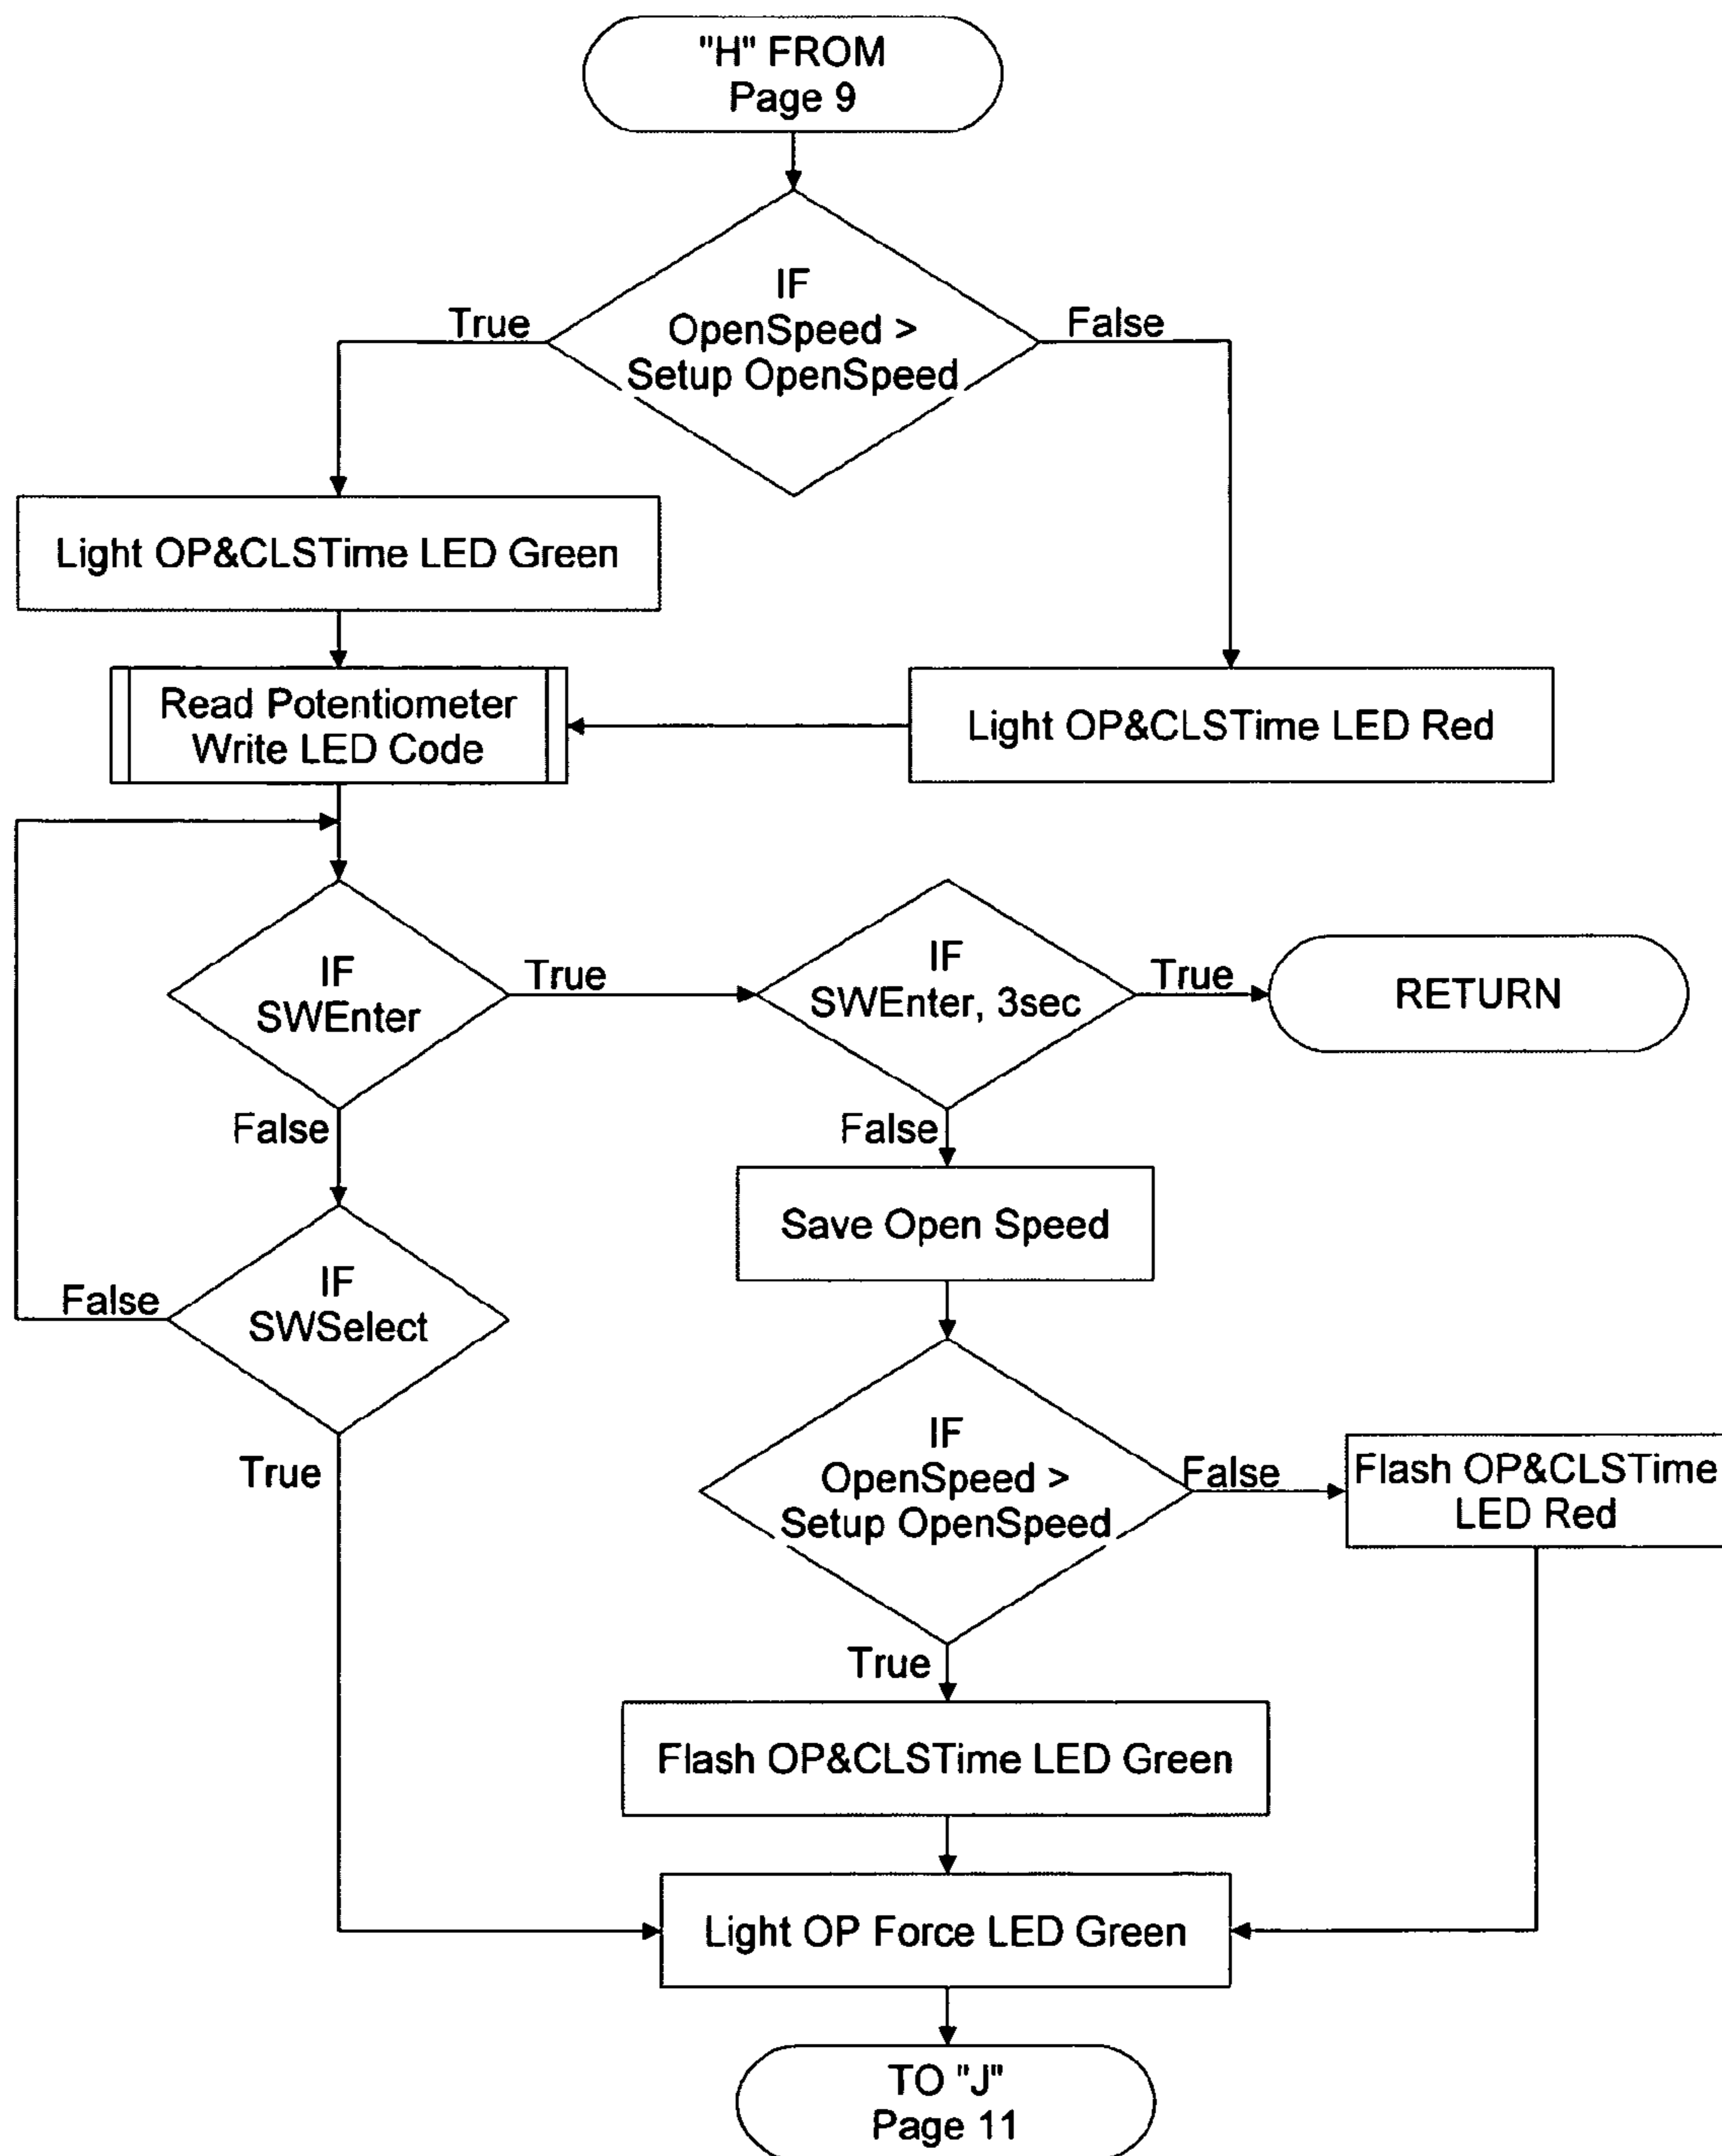 "H" FROM
Page 9
IF
OpenSpeed >
Setup OpenSpeed
True
False
Light OP&CLSTime LED Green
Read Potentiometer
Write LED Code
Light OP&CLSTime LED Red
IF
SWEnter
True
IF
SWEnter, 3sec
True
RETURN
False
False
Save Open Speed
IF
SWSelect
False
True
IF
OpenSpeed >
Setup OpenSpeed
False
Flash OP&CLSTime
LED Red
True
Flash OP&CLSTime LED Green
Light OP Force LED Green
TO "J"
Page 11